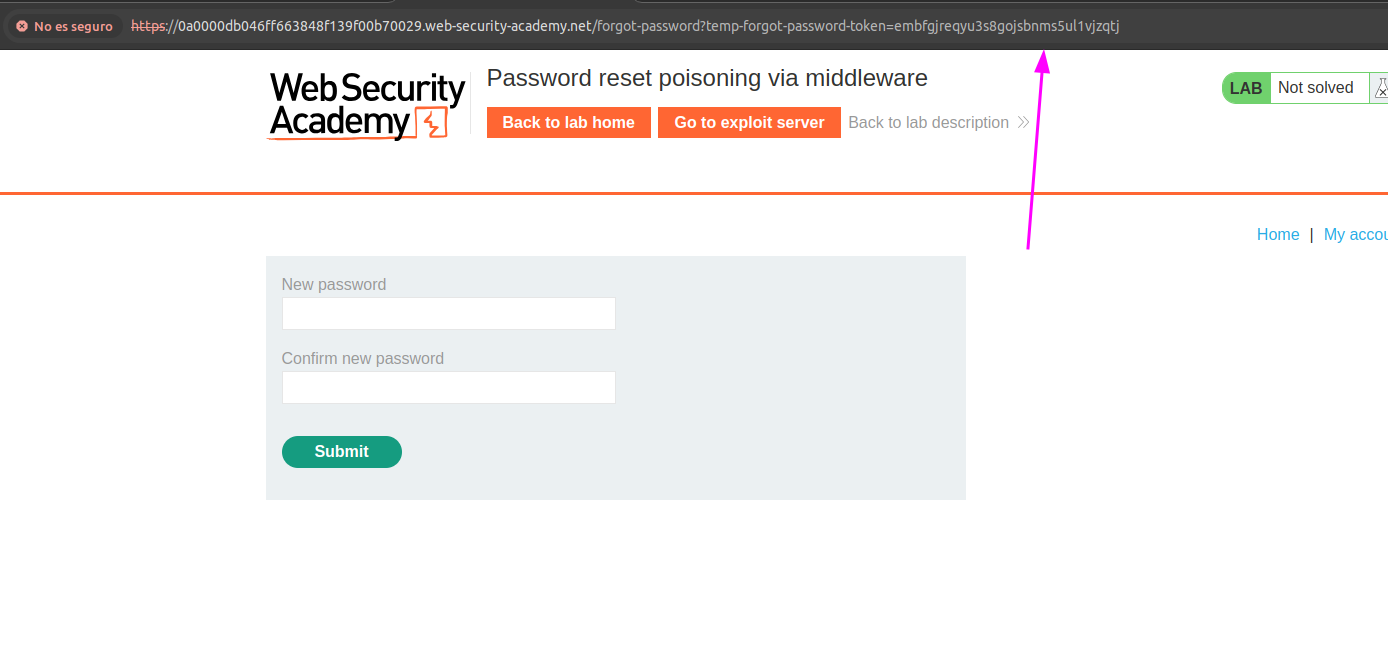 No es seguro https://0a0000db046ff663848f139f00b70029.web-security-academy.net/forgot-password?temp-forgot-password-token=embfgjreqyu3s8gojsbnms5ul1vjzqtj
Web Security
Academy
Password reset poisoning via middleware
LAB Not solved
Back to lab home Go to exploit server Back to lab description
Home | My accou
New password
Confirm new password
Submit